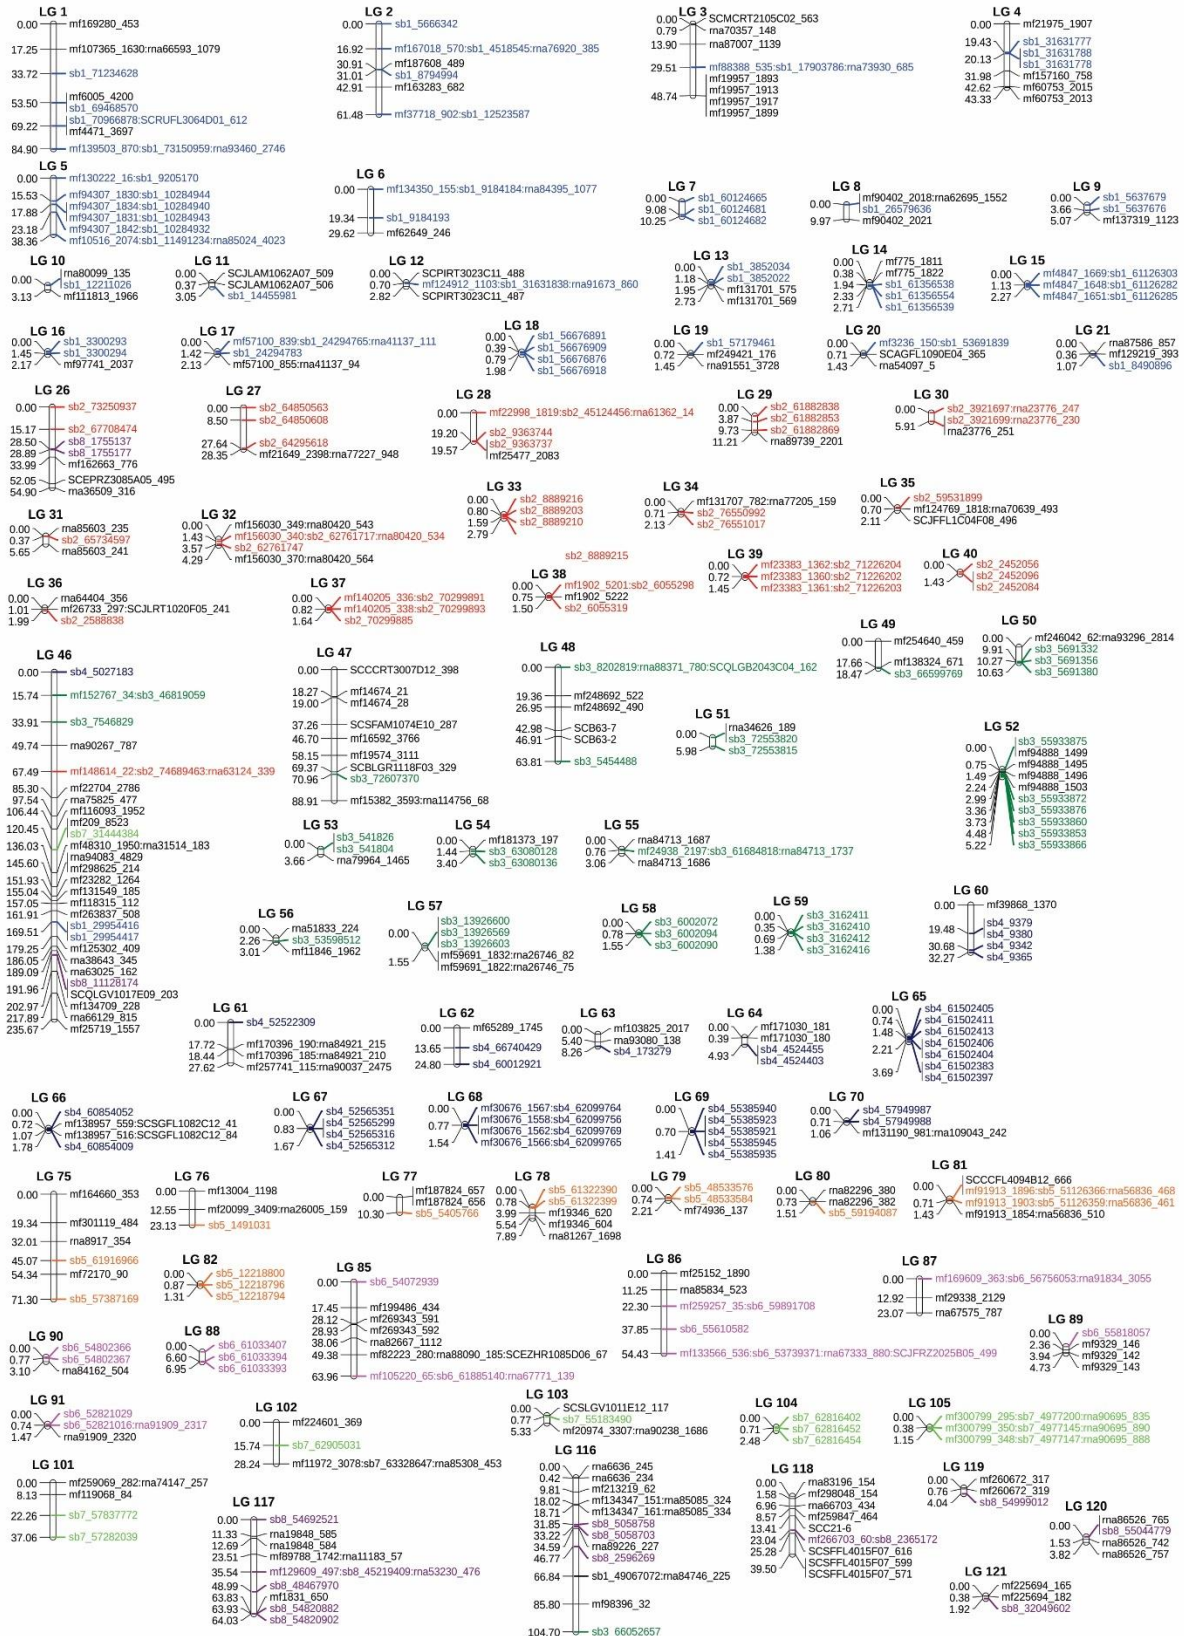 LG 1
0.00 mf169280_453
17.25 mf107365_1630:rna66593_1079
33.72 sb1_71234628
53.50 mf6005_4200
sb1_69468570
69.22 sb1_70966878:SCRUFL3064D01_612
mf4471_3697
84.90 mf139503_870:sb1_73150959:rna93460_2746
LG 2
0.00 sb1_5666342
16.92 mf167018_570:sb1_4518545:rna76920_385
30.91 mf187608_489
31.01 sb1_8794994
42.91 mf163283_682
61.48 mf37718_902:sb1_12523587
LG 3
0.00 SCMCRT2105C02_563
0.79 rna70357_148
13.90 rna87007_1139
29.51 mf88388_535:sb1_17903786:rna73930_685
mf19957_1893
mf19957_1913
48.74 mf19957_1917
mf19957_1899
LG 4
0.00 mf21975_1907
19.43 sb1_31631777
sb1_31631788
20.13 sb1_31631778
31.98 mf157160_758
42.62 mf60753_2015
43.33 mf60753_2013
LG 5
0.00 mf130222_16:sb1_9205170
15.53 mf94307_1830:sb1_10284944
mf94307_1834:sb1_10284940
17.88 mf94307_1831:sb1_10284943
23.18 mf94307_1842:sb1_10284932
38.36 mf10516_2074:sb1_11491234:rna85024_4023
LG 6
0.00 mf134350_155:sb1_9184184:rna84395_1077
19.34 sb1_9184193
29.62 mf62649_246
LG 7
0.00 sb1_60124665
9.08 sb1_60124681
10.25 sb1_60124682
LG 8
0.00 mf90402_2018:rna62695_1552
sb1_26579636
9.97 mf90402_2021
LG 9
0.00 sb1_5637679
3.66 sb1_5637676
5.07 mf137319_1123
LG 10
0.00 rna80099_135
sb1_12211026
3.13 mf111813_1966
LG 11
0.00 SCJLAM1062A07_509
0.37 SCJLAM1062A07_506
3.05 sb1_14455981
LG 12
0.00 SCPIRT3023C11_488
0.70 mf124912_1103:sb1_31631838:rna91673_860
2.82 SCPIRT3023C11_487
LG 13
0.00 sb1_3852034
1.18 sb1_3852022
1.95 mf131701_575
2.73 mf131701_569
LG 14
0.00 mf775_1811
0.38 mf775_1822
1.94 sb1_61356538
2.33 sb1_61356554
2.71 sb1_61356539
LG 15
0.00 mf4847_1669:sb1_61126303
1.13 mf4847_1648:sb1_61126282
2.27 mf4847_1651:sb1_61126285
LG 16
0.00 sb1_3300293
1.45 sb1_3300294
2.17 mf97741_2037
LG 17
0.00 mf57100_839:sb1_24294765:rna41137_111
1.42 sb1_24294783
2.13 mf57100_855:rna41137_94
LG 18
0.00 sb1_56676891
0.39 sb1_56676909
0.79 sb1_56676876
1.98 sb1_56676918
LG 19
0.00 sb1_57179461
0.72 mf249421_176
1.45 rna91551_3728
LG 20
0.00 mf3236_150:sb1_53691839
0.71 SCAGFL1090E04_365
1.43 rna54097_5
LG 21
0.00 rna87586_857
0.36 mf129219_393
1.07 sb1_8490896
LG 26
0.00 sb2_73250937
15.17 sb2_67708474
28.50 sb8_1755137
28.89 sb8_1755177
33.99 mf162663_776
52.05 SCEPRZ3085A05_495
54.90 rna36509_316
LG 27
0.00 sb2_64850563
8.50 sb2_64850608
27.64 sb2_64295618
28.35 mf21649_2398:rna77227_948
LG 28
0.00 mf22998_1819:sb2_45124456:rna61362_14
19.20 sb2_9363744
sb2_9363737
19.57 mf25477_2083
LG 29
0.00 sb2_61882838
3.87 sb2_61882853
9.73 sb2_61882869
11.21 rna89739_2201
LG 30
0.00 sb2_3921697:rna23776_247
sb2_3921699:rna23776_230
5.91 rna23776_251
LG 31
0.00 rna85603_235
0.37 sb2_65734597
5.65 rna85603_241
LG 32
0.00 mf156030_349:rna80420_543
1.43 mf156030_340:sb2_62761717:rna80420_534
3.57 sb2_62761747
4.29 mf156030_370:rna80420_564
LG 33
0.00 sb2_8889216
0.80 sb2_8889203
1.59 sb2_8889210
2.79
sb2_8889215
LG 34
0.00 mf131707_782:rna77205_159
0.71 sb2_76550992
2.13 sb2_76551017
LG 35
0.00 sb2_59531899
0.70 mf124769_1818:rna70639_493
2.11 SCJFFL1C04F08_496
LG 36
0.00 rna64404_356
1.01 mf26733_297:SCJLRT1020F05_241
1.99 sb2_2588838
LG 37
0.00 mf140205_336:sb2_70299891
0.82 mf140205_338:sb2_70299893
1.64 sb2_70299885
LG 38
0.00 mf1902_5201:sb2_6055298
0.75 mf1902_5222
1.50 sb2_6055319
LG 39
0.00 mf23383_1362:sb2_71226204
0.72 mf23383_1360:sb2_71226202
1.45 mf23383_1361:sb2_71226203
LG 40
0.00 sb2_2452056
sb2_2452096
1.43 sb2_2452084
LG 46
0.00 sb4_5027183
15.74 mf152767_34:sb3_46819059
33.91 sb3_7546829
49.74 rna90267_787
67.49 mf148614_22:sb2_74689463:rna63124_339
85.30 mf22704_2786
97.54 rna75825_477
106.44 mf116093_1952
120.45 mf209_8523
sb7_31444384
136.03 mf48310_1950:rna31514_183
145.60 rna94083_4829
mf298625_214
151.93 mf23282_1264
155.04 mf131549_185
157.05 mf118315_112
161.91 mf263837_508
169.51 sb1_29954416
sb1_29954417
179.25 mf125302_409
186.05 rna38643_345
189.09 rna63025_162
191.96 sb8_11128174
SCQLGV1017E09_203
202.97 mf134709_228
217.89 rna66129_815
235.67 mf25719_1557
LG 47
0.00 SCCCRT3007D12_398
18.27 mf14674_21
19.00 mf14674_28
37.26 SCSFAM1074E10_287
46.70 mf16592_3766
58.15 mf19574_3111
69.37 SCBLGR1118F03_329
70.96 sb3_72607370
88.91 mf15382_3593:rna114756_68
LG 48
0.00 sb3_8202819:rna88371_780:SCQLGB2043C04_162
19.36 mf248692_522
26.95 mf248692_490
42.98 SCB63-7
46.91 SCB63-2
63.81 sb3_5454488
LG 49
0.00 mf254640_459
17.66 mf138324_671
18.47 sb3_66599769
LG 50
0.00 mf246042_62:rna93296_2814
9.91 sb3_5691332
10.27 sb3_5691356
10.63 sb3_5691380
LG 51
0.00 rna34626_189
sb3_72553820
5.98 sb3_72553815
LG 52
0.00 sb3_55933875
mf94888_1499
0.75 mf94888_1495
1.49 mf94888_1496
2.24 mf94888_1503
2.99 sb3_55933872
3.36 sb3_55933876
3.73 sb3_55933860
4.48 sb3_55933853
5.22 sb3_55933866
LG 53
0.00 sb3_541826
sb3_541804
3.66 rna79964_1465
LG 54
0.00 mf181373_197
1.44 sb3_63080128
3.40 sb3_63080136
LG 55
0.00 rna84713_1687
0.76 mf24938_2197:sb3_61684818:rna84713_1737
3.06 rna84713_1686
LG 56
0.00 rna51833_224
2.26 sb3_53598512
3.01 mf11846_1962
LG 57
0.00 sb3_13926600
sb3_13926569
sb3_13926603
mf59691_1832:rna26746_82
1.55 mf59691_1822:rna26746_75
LG 58
0.00 sb3_6002072
0.78 sb3_6002094
1.55 sb3_6002090
LG 59
0.00 sb3_3162411
0.35 sb3_3162410
0.69 sb3_3162412
1.38 sb3_3162416
LG 60
0.00 mf39868_1370
19.48 sb4_9379
sb4_9380
30.68 sb4_9342
32.27 sb4_9365
LG 61
0.00 sb4_52522309
17.72 mf170396_190:rna84921_215
18.44 mf170396_185:rna84921_210
27.62 mf257741_115:rna90037_2475
LG 62
0.00 mf65289_1745
13.65 sb4_66740429
24.80 sb4_60012921
LG 63
0.00 mf103825_2017
5.40 rna93080_138
8.26 sb4_173279
LG 64
0.00 mf171030_181
0.39 mf171030_180
4.93 sb4_4524455
sb4_4524403
LG 65
0.00 sb4_61502405
0.74 sb4_61502411
1.48 sb4_61502413
sb4_61502406
2.21 sb4_61502404
sb4_61502383
3.69 sb4_61502397
LG 66
0.00 sb4_60854052
0.72 mf138957_559:SCSGFL1082C12_41
1.07 mf138957_516:SCSGFL1082C12_84
1.78 sb4_60854009
LG 67
0.00 sb4_52565351
0.83 sb4_52565299
sb4_52565316
1.67 sb4_52565312
LG 68
0.00 mf30676_1567:sb4_62099764
0.77 mf30676_1558:sb4_62099756
mf30676_1562:sb4_62099769
1.54 mf30676_1566:sb4_62099765
LG 69
0.00 sb4_55385940
sb4_55385923
0.70 sb4_55385921
sb4_55385945
1.41 sb4_55385935
LG 70
0.00 sb4_57949987
0.71 sb4_57949988
1.06 mf131190_981:rna109043_242
LG 75
0.00 mf164660_353
19.34 mf301119_484
32.01 rna8917_354
45.07 sb5_61916966
54.34 mf72170_90
71.30 sb5_57387169
LG 76
0.00 mf13004_1198
12.55 mf20099_3409:rna26005_159
23.13 sb5_1491031
LG 77
0.00 mf187824_657
mf187824_656
10.30 sb5_5405766
LG 78
0.00 sb5_61322390
0.78 sb5_61322399
3.99 mf19346_620
5.54 mf19346_604
7.89 rna81267_1698
LG 79
0.00 sb5_48533576
0.74 sb5_48533584
2.21 mf74936_137
LG 80
0.00 rna82296_380
0.73 rna82296_382
1.51 sb5_59194087
LG 81
0.00 SCCCFL4094B12_666
mf91913_1896:sb5_51126366:rna56836_468
0.71 mf91913_1903:sb5_51126359:rna56836_461
1.43 mf91913_1854:rna56836_510
LG 82
0.00 sb5_12218800
0.87 sb5_12218796
1.31 sb5_12218794
LG 85
0.00 sb6_54072939
17.45 mf199486_434
28.12 mf269343_591
28.93 mf269343_592
38.06 rna82667_1112
49.38 mf82223_280:rna88090_185:SCEZHR1085D06_67
63.96 mf105220_65:sb6_61885140:rna67771_139
LG 86
0.00 mf25152_1890
11.25 rna85834_523
22.30 mf259257_35:sb6_59891708
37.85 sb6_55610582
54.43 mf133566_536:sb6_53739371:rna67333_880:SCJFRZ2025B05_499
LG 87
0.00 mf169609_363:sb6_56756053:rna91834_3055
12.92 mf29338_2129
23.07 rna67575_787
LG 90
0.00 sb6_54802366
0.77 sb6_54802367
3.10 rna84162_504
LG 88
0.00 sb6_61033407
6.60 sb6_61033394
6.95 sb6_61033393
LG 89
0.00 sb6_55818057
2.36 mf9329_146
3.94 mf9329_142
4.73 mf9329_143
LG 91
0.00 sb6_52821029
0.74 sb6_52821016:rna91909_2317
1.47 rna91909_2320
LG 102
0.00 mf224601_369
15.74 sb7_62905031
28.24 mf11972_3078:sb7_63328647:rna85308_453
LG 103
0.00 SCSLGV1011E12_117
0.77 sb7_55183490
5.33 mf20974_3307:rna90238_1686
LG 104
0.00 sb7_62816402
0.71 sb7_62816452
2.48 sb7_62816454
LG 105
0.00 mf300799_295:sb7_4977200:rna90695_835
0.38 mf300799_350:sb7_4977145:rna90695_890
1.15 mf300799_348:sb7_4977147:rna90695_888
LG 101
0.00 mf259069_282:rna74147_257
8.13 mf119068_84
22.26 sb7_57837772
37.06 sb7_57282039
LG 117
0.00 sb8_54692521
11.33 rna19848_585
12.69 rna19848_584
23.51 mf89788_1742:rna11183_57
35.54 mf129609_497:sb8_45219409:rna53230_476
48.99 sb8_48467970
63.83 mf1831_650
63.93 sb8_54820882
64.03 sb8_54820902
LG 116
0.00 rna6636_245
0.42 rna6636_234
9.81 mf213219_62
18.02 mf134347_151:rna85085_324
18.71 mf134347_161:rna85085_334
31.85 sb8_5058758
33.22 sb8_5058703
34.59 rna89226_227
46.77 sb8_2596269
66.84 sb1_49067072:rna84746_225
85.80 mf98396_32
104.70 sb3_66052657
LG 118
0.00 rna83196_154
1.58 mf298048_154
6.96 rna66703_434
8.57 mf259847_464
13.41 SCC21-6
23.04 mf266703_60:sb8_2365172
25.28 SCSFFL4015F07_616
SCSFFL4015F07_599
39.50 SCSFFL4015F07_571
LG 119
0.00 mf260672_317
0.76 mf260672_319
4.04 sb8_54999012
LG 120
0.00 rna86526_765
sb8_55044779
1.53 rna86526_742
3.82 rna86526_757
LG 121
0.00 mf225694_165
0.38 mf225694_182
1.92 sb8_32049602